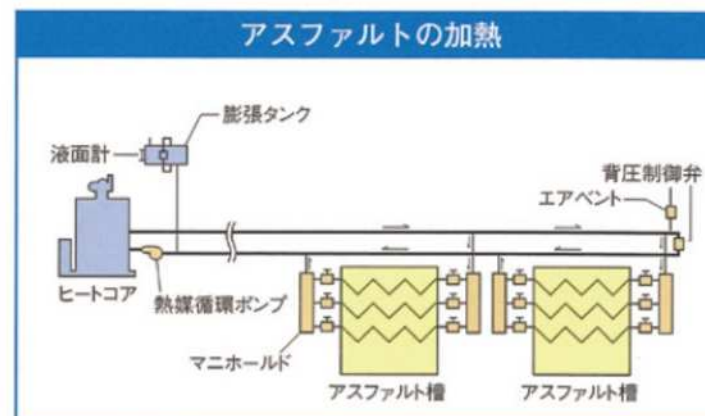 アスファルトの加熱
膨張タンク
液面計
背圧制御弁
エアベント
ヒートコア
熱媒循環ポンプ
マニホールド
アスファルト槽
アスファルト槽